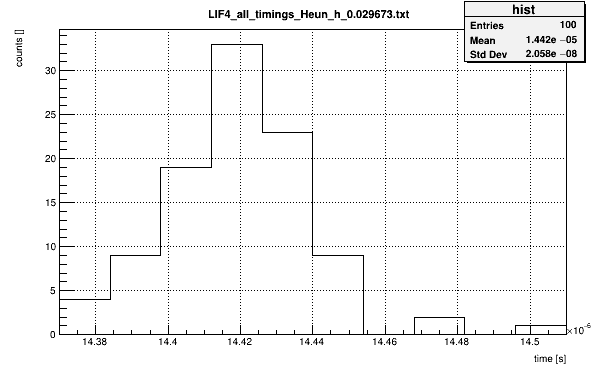 LIF4_all_timings_Heun_h_0.029673.txt
hist
Entries 100
Mean 1.442e −05
Std Dev 2.058e −08
counts []
30
25
20
15
10
5
0
14.38 14.4 14.42 14.44 14.46 14.48 14.5
×10⁻⁶
time [s]